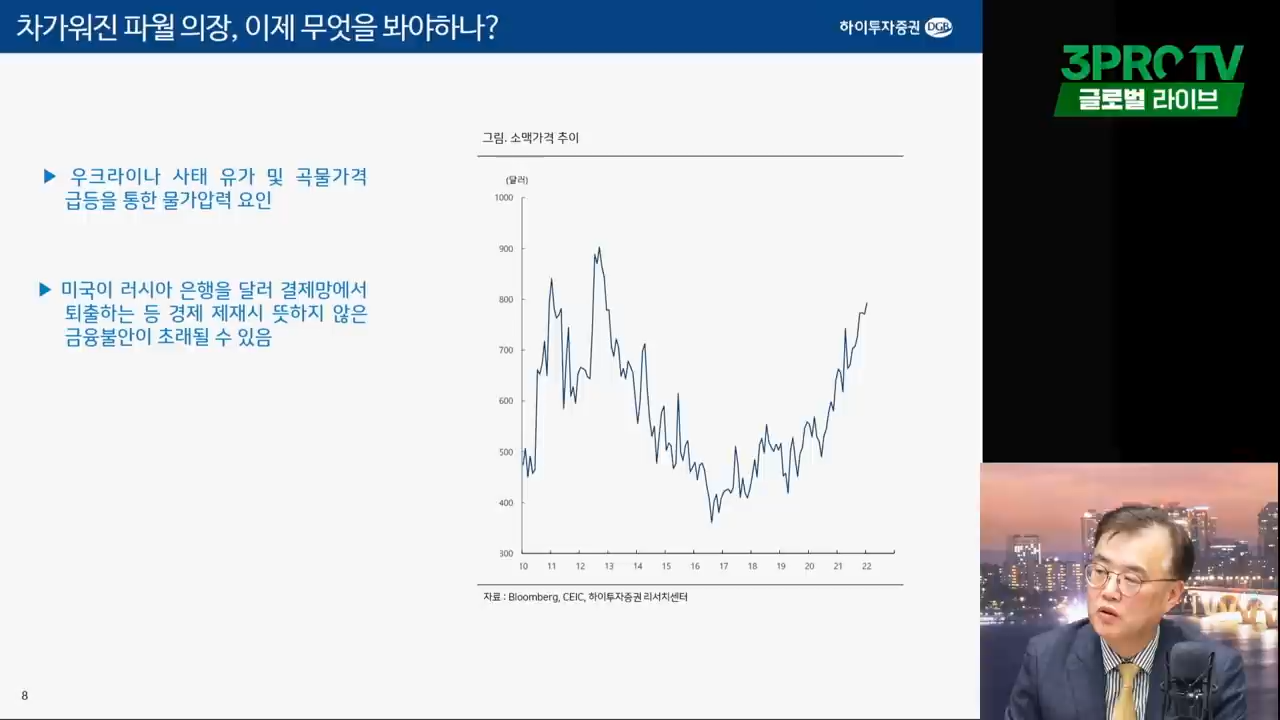 차가워진 파월 의장, 이제 무엇을 봐야하나?
하이투자증권 DGB
3PRO TV
글로벌 라이브
▶ 우크라이나 사태 유가 및 곡물가격
급등을 통한 물가압력 요인
▶ 미국이 러시아 은행을 달러 결제망에서
퇴출하는 등 경제 제재시 뜻하지 않은
금융불안이 초래될 수 있음
그림. 소맥가격 추이
(달러)
1000
900
800
700
600
500
400
300
10 11 12 13 14 15 16 17 18 19 20 21 22
자료 : Bloomberg, CEIC, 하이투자증권 리서치센터
8